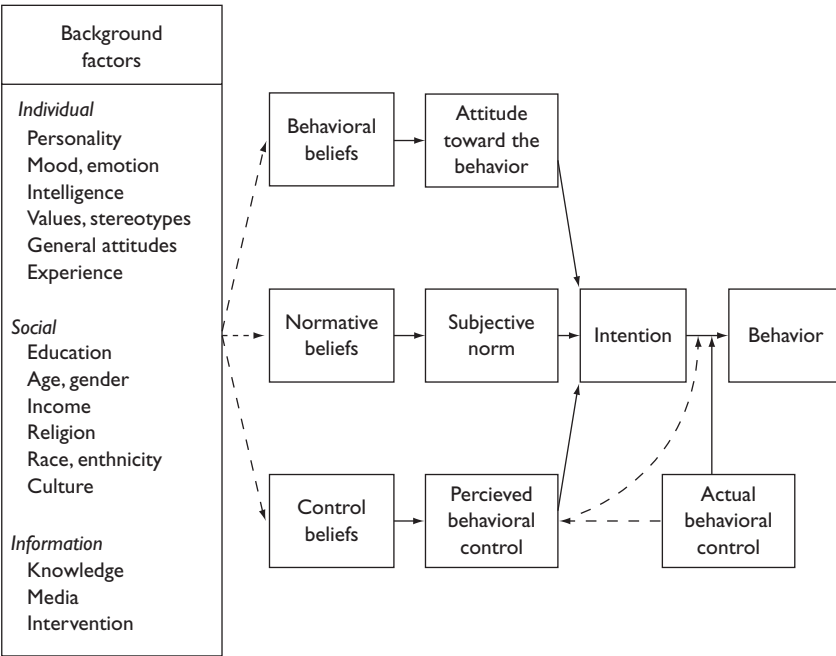 Background
factors
Individual
Personality
Mood, emotion
Intelligence
Values, stereotypes
General attitudes
Experience
Social
Education
Age, gender
Income
Religion
Race, enthnicity
Culture
Information
Knowledge
Media
Intervention
Behavioral
beliefs
Attitude
toward the
behavior
Normative
beliefs
Subjective
norm
Intention
Behavior
Control
beliefs
Percieved
behavioral
control
Actual
behavioral
control